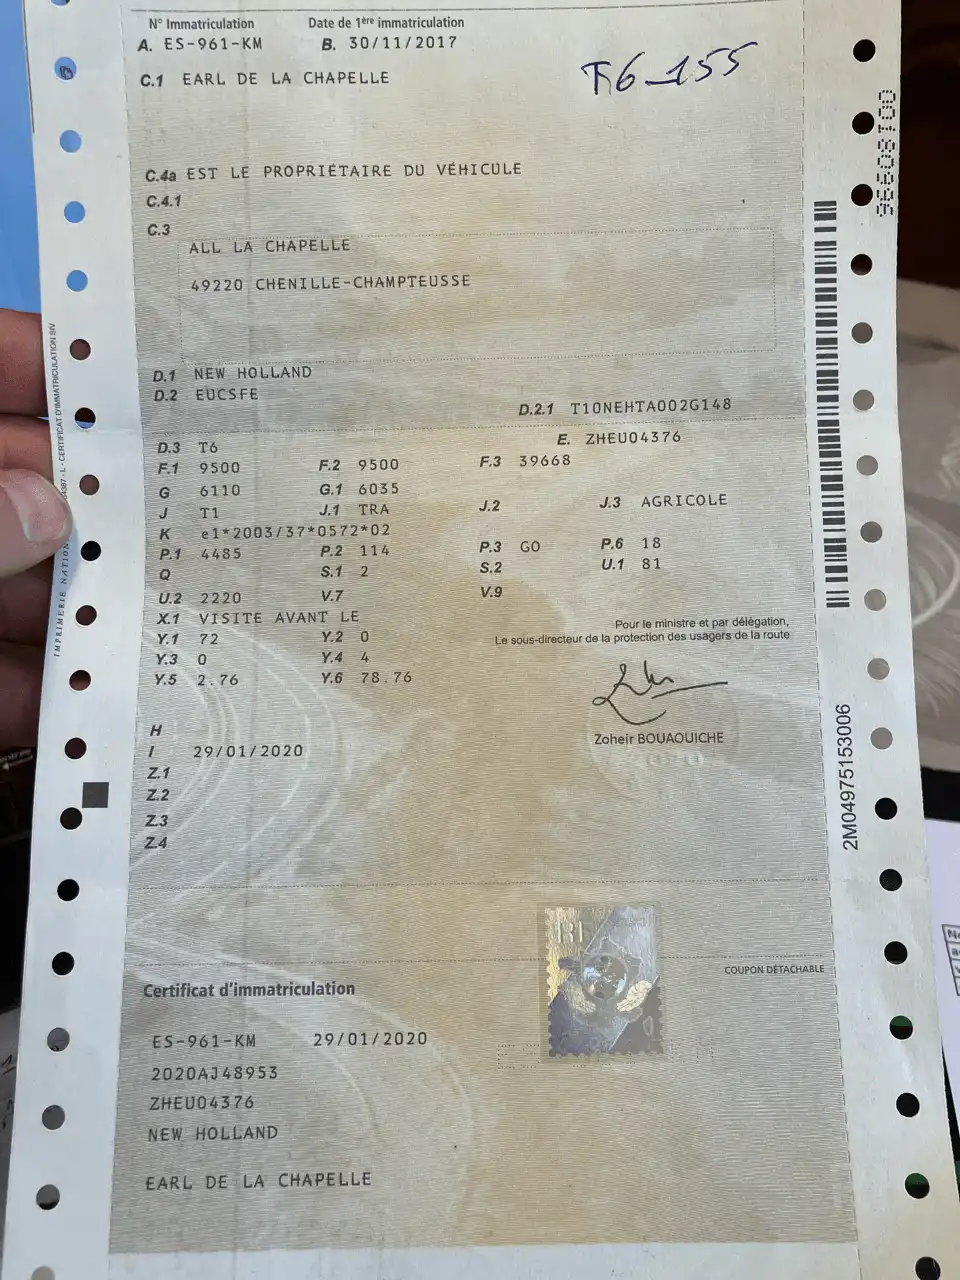 N° Immatriculation Date de 1ère immatriculation
A. ES-961-KM B. 30/11/2017
T6_155
C.1 EARL DE LA CHAPELLE
C.4a EST LE PROPRIÉTAIRE DU VÉHICULE
C.4.1
C.3
ALL LA CHAPELLE
49220 CHENILLE-CHAMPTEUSSE
D.1 NEW HOLLAND
D.2 EUCSFE
D.2.1 T10NEHTA002G148
D.3 T6 E. ZHEU04376
F.1 9500 F.2 9500 F.3 39668
G 6110 G.1 6035
J T1 J.1 TRA J.2 J.3 AGRICOLE
K e1*2003/37*0572*02
P.1 4485 P.2 114 P.3 GO P.6 18
Q S.1 2 S.2 U.1 81
U.2 2220 V.7 V.9
X.1 VISITE AVANT LE
Y.1 72 Y.2 0
Y.3 0 Y.4 4
Y.5 2.76 Y.6 78.76
Pour le ministre et par délégation,
Le sous-directeur de la protection des usagers de la route
Zoheir BOUAOUICHE
H
I 29/01/2020
Z.1
Z.2
Z.3
Z.4
COUPON DÉTACHABLE
Certificat d'immatriculation
ES-961-KM 29/01/2020
2020AJ48953
ZHEU04376
NEW HOLLAND
EARL DE LA CHAPELLE
2M04975153006
L - CERTIFICAT D'IMMATRICULATION SIV